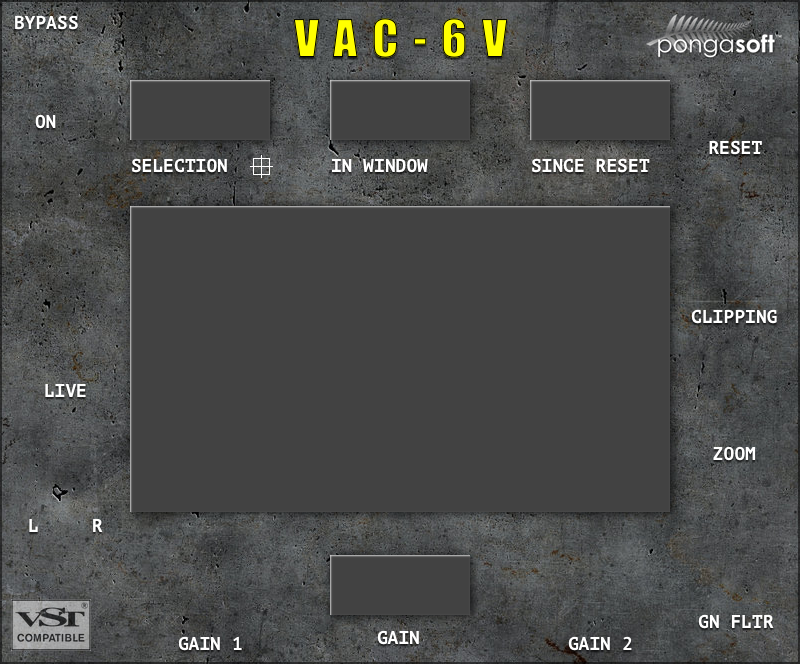 BYPASS
VAC-6V
pongasoft™
ON
SELECTION
IN WINDOW
SINCE RESET
RESET
CLIPPING
LIVE
ZOOM
L R
VST®
COMPATIBLE
GAIN 1
GAIN
GAIN 2
GN FLTR